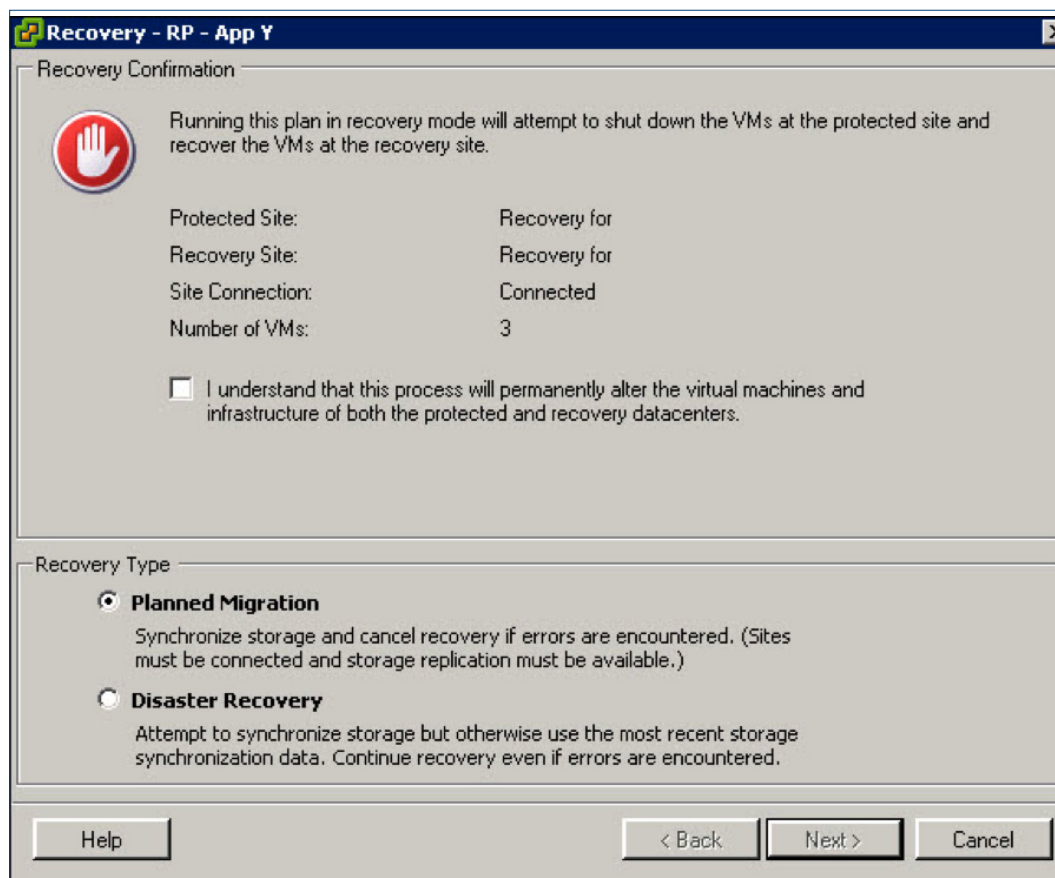 Recovery - RP - App Y
Recovery Confirmation
Running this plan in recovery mode will attempt to shut down the VMs at the protected site and
recover the VMs at the recovery site.
Protected Site: Recovery for
Recovery Site: Recovery for
Site Connection: Connected
Number of VMs: 3
I understand that this process will permanently alter the virtual machines and
infrastructure of both the protected and recovery datacenters.
Recovery Type
Planned Migration
Synchronize storage and cancel recovery if errors are encountered. (Sites
must be connected and storage replication must be available.)
Disaster Recovery
Attempt to synchronize storage but otherwise use the most recent storage
synchronization data. Continue recovery even if errors are encountered.
Help < Back Next > Cancel